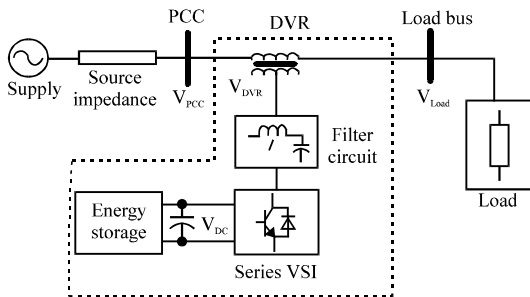 PCC
DVR
Load bus
Supply
Source
impedance
V_PCC
V_DVR
V_Load
Filter
circuit
Load
Energy
storage
V_DC
Series VSI